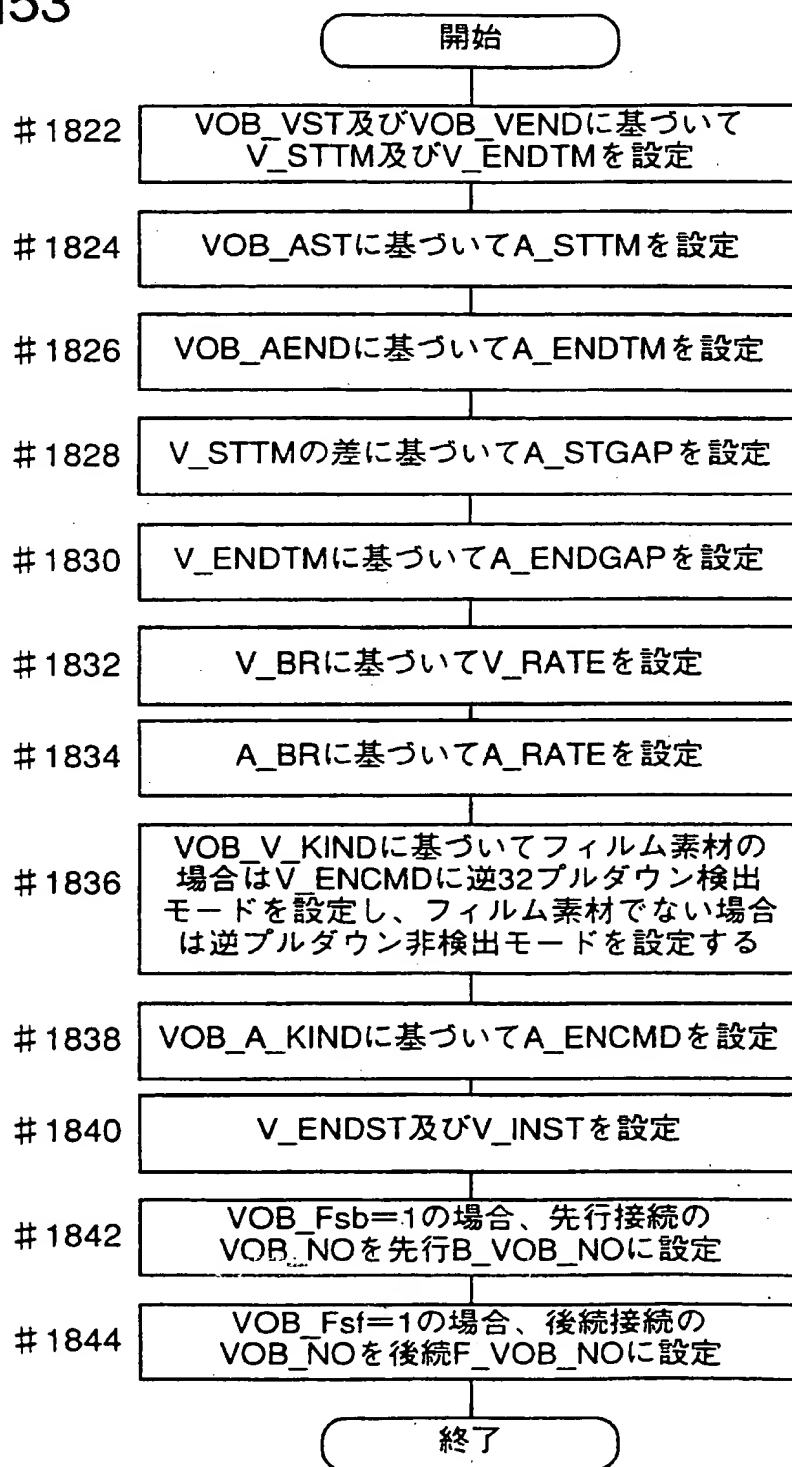 153
開始
#1822
VOB_VST及びVOB_VENDに基づいて
V_STTM及びV_ENDTMを設定
#1824
VOB_ASTに基づいてA_STTMを設定
#1826
VOB_AENDに基づいてA_ENDTMを設定
#1828
V_STTMの差に基づいてA_STGAPを設定
#1830
V_ENDTMに基づいてA_ENDGAPを設定
#1832
V_BRに基づいてV_RATEを設定
#1834
A_BRに基づいてA_RATEを設定
#1836
VOB_V_KINDに基づいてフィルム素材の
場合はV_ENCMDに逆32プルダウン検出
モードを設定し、フィルム素材でない場合
は逆プルダウン非検出モードを設定する
#1838
VOB_A_KINDに基づいてA_ENCMDを設定
#1840
V_ENDST及びV_INSTを設定
#1842
VOB_Fsb=1の場合、先行接続の
VOB_NOを先行B_VOB_NOに設定
#1844
VOB_Fsf=1の場合、後続接続の
VOB_NOを後続F_VOB_NOに設定
終了